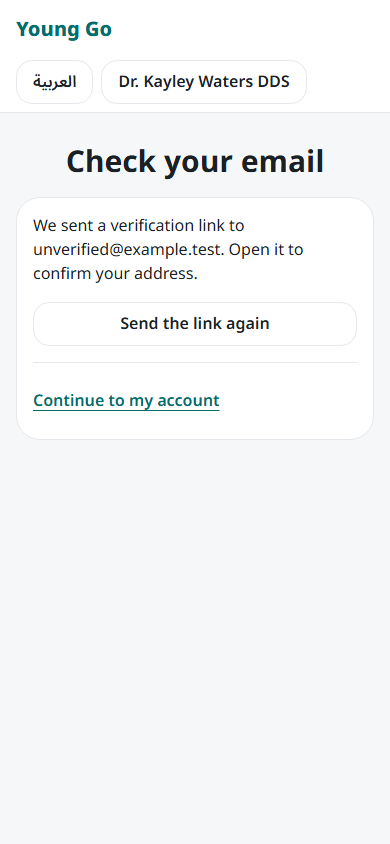 Young Go
العربية
Dr. Kayley Waters DDS
Check your email
We sent a verification link to
unverified@example.test. Open it to
confirm your address.
Send the link again
Continue to my account